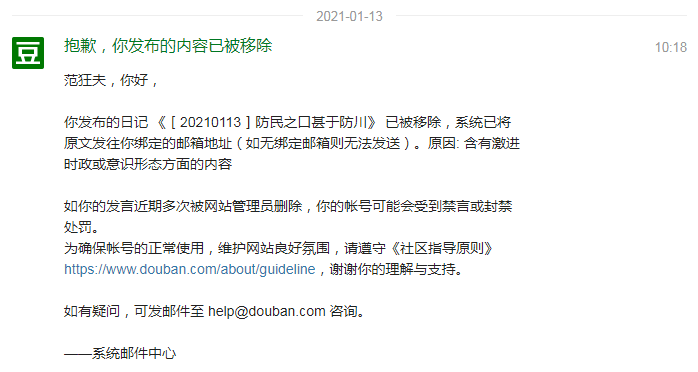 2021-01-13
豆
抱歉，你发布的内容已被移除
10:18
范狂夫，你好，
你发布的日记 《［20210113］防民之口甚于防川》 已被移除，系统已将
原文发往你绑定的邮箱地址（如无绑定邮箱则无法发送）。原因: 含有激进
时政或意识形态方面的内容
如你的发言近期多次被网站管理员删除，你的帐号可能会受到禁言或封禁
处罚。
为确保帐号的正常使用，维护网站良好氛围，请遵守《社区指导原则》
https://www.douban.com/about/guideline，谢谢你的理解与支持。
如有疑问，可发邮件至 help@douban.com 咨询。
——系统邮件中心